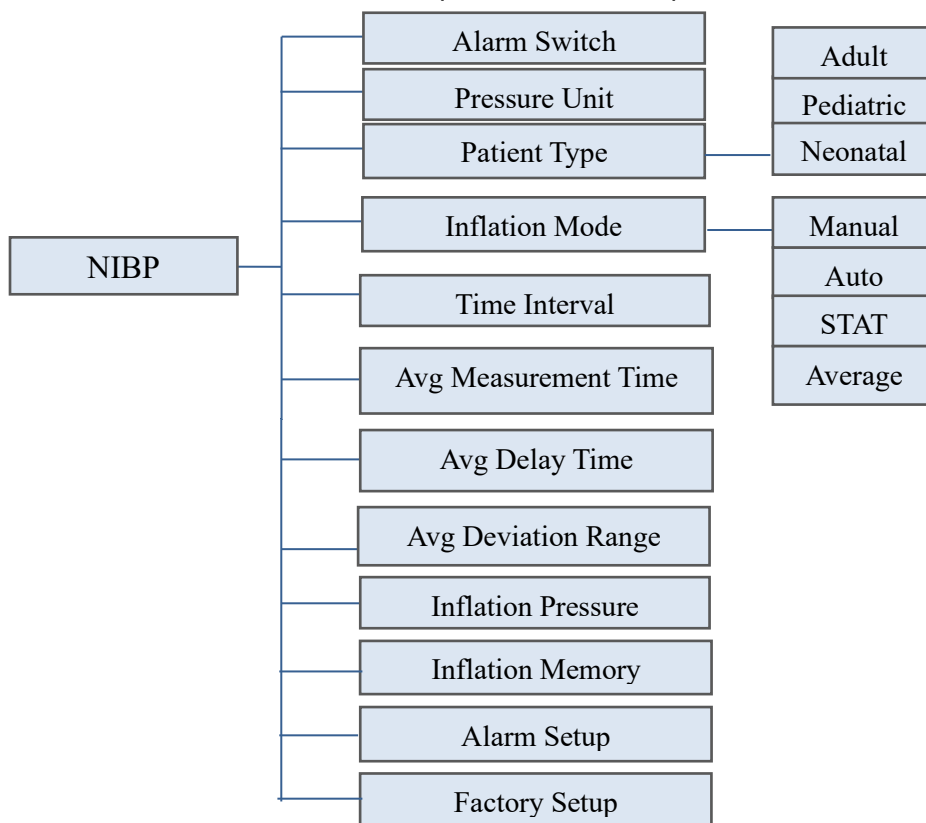 NIBP
Alarm Switch
Pressure Unit
Patient Type
Inflation Mode
Time Interval
Avg Measurement Time
Avg Delay Time
Avg Deviation Range
Inflation Pressure
Inflation Memory
Alarm Setup
Factory Setup
Adult
Pediatric
Neonatal
Manual
Auto
STAT
Average